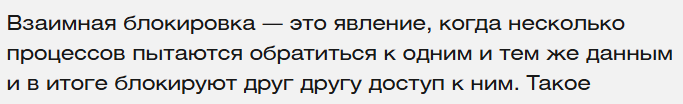 Взаимная блокировка — это явление, когда несколько
процессов пытаются обратиться к одним и тем же данным
и в итоге блокируют друг другу доступ к ним. Такое